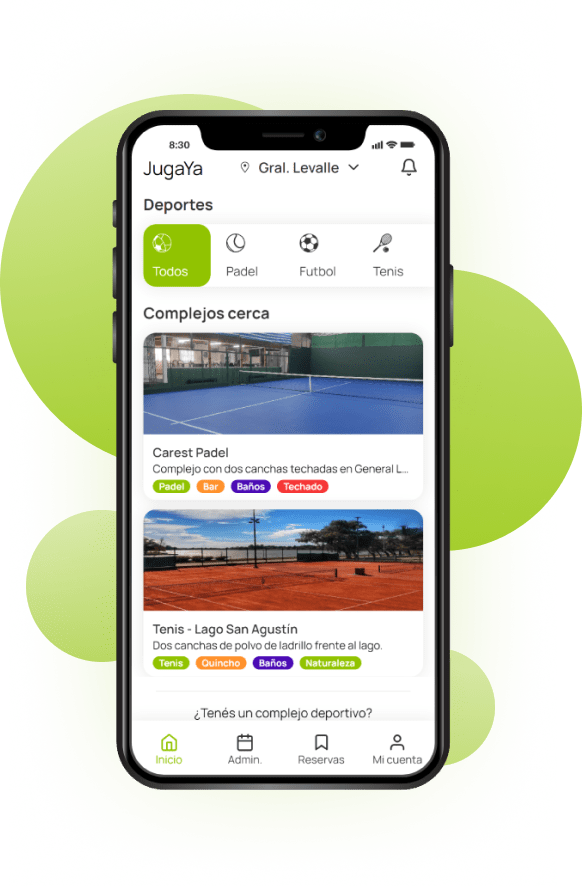 8:30
JugaYa
Gral. Levalle
Deportes
Todos
Padel
Futbol
Tenis
Complejos cerca
Carest Padel
Complejo con dos canchas techadas en General L...
Padel
Bar
Baños
Techado
Tenis - Lago San Agustín
Dos canchas de polvo de ladrillo frente al lago.
Tenis
Quincho
Baños
Naturaleza
¿Tenés un complejo deportivo?
Inicio
Admin.
Reservas
Mi cuenta